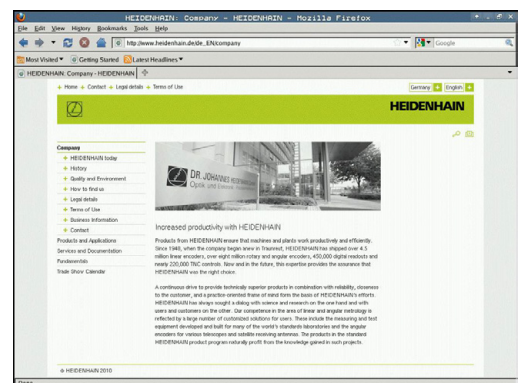 HEIDENHAIN: Company - HEIDENHAIN - Mozilla Firefox
File Edit View History Bookmarks Tools Help
http://www.heidenhain.de/de_EN/company
Google
Most Visited Getting Started Latest Headlines
HEIDENHAIN: Company - HEIDENHAIN
Home Contact Legal details Terms of Use
Germany English
HEIDENHAIN
Company
HEIDENHAIN today
History
Quality and Environment
How to find us
Legal details
Terms of Use
Business Information
Contact
Products and Applications
Services and Documentation
Fundamentals
Trade Show Calendar
DR. JOHANNES HEIDENHAIN
Optik und Elektronik
Increased productivity with HEIDENHAIN
Products from HEIDENHAIN ensure that machines and plants work productively and efficiently.
Since 1948, when the company began anew in Traunreut, HEIDENHAIN has shipped over 4.5
million linear encoders, over eight million rotary and angular encoders, 450,000 digital readouts and
nearly 220,000 TNC controls. Now and in the future, this expertise provides the assurance that
HEIDENHAIN was the right choice.
A continuous drive to provide technically superior products in combination with reliability, closeness
to the customer, and a practice-oriented frame of mind form the basis of HEIDENHAIN's efforts.
HEIDENHAIN has always sought a dialog with science and research on the one hand and with
users and customers on the other. Our competence in the area of linear and angular metrology is
reflected by a large number of customized solutions for users. These include the measuring and test
equipment developed and built for many of the world's standards laboratories and the angular
encoders for various telescopes and satellite receiving antennas. The products in the standard
HEIDENHAIN product program naturally profit from the knowledge gained in such projects.
© HEIDENHAIN 2010
Done